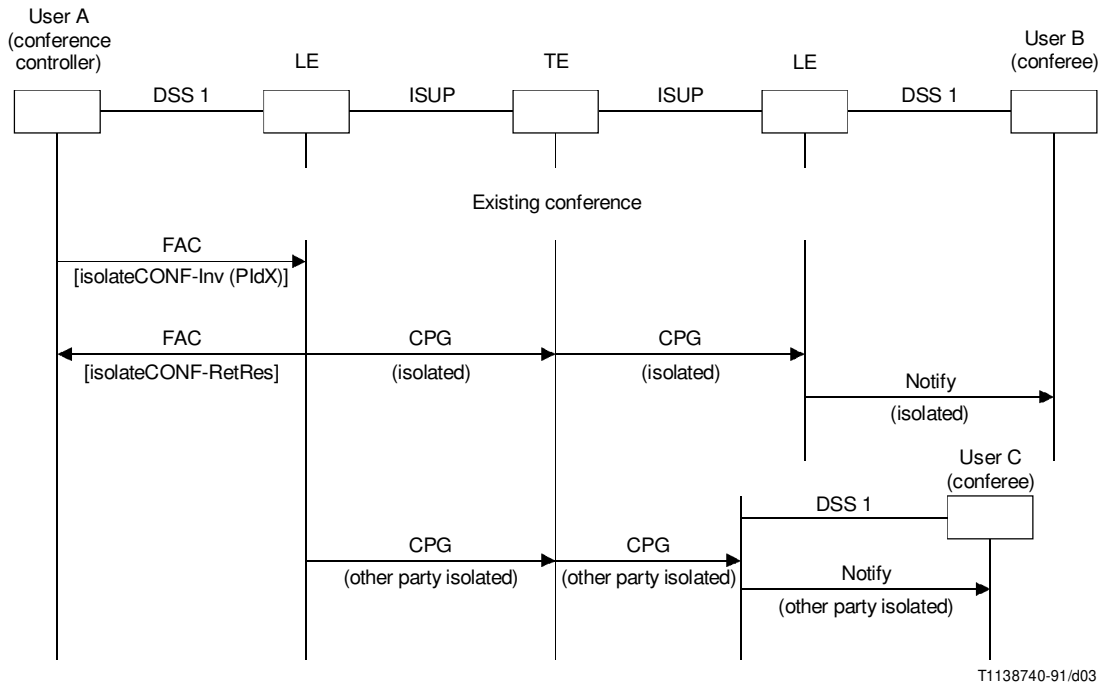 User A
(conference
controller)
LE
TE
LE
User B
(conferee)
DSS 1
ISUP
ISUP
DSS 1
Existing conference
FAC
[isolateCONF-Inv (PIdX)]
FAC
[isolateCONF-RetRes]
CPG
(isolated)
CPG
(isolated)
Notify
(isolated)
User C
(conferee)
DSS 1
CPG
(other party isolated)
CPG
(other party isolated)
Notify
(other party isolated)
T1138740-91/d03